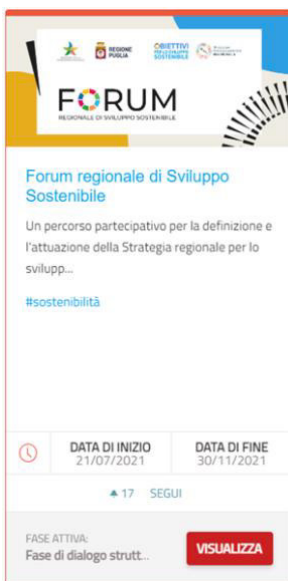 REGIONE
PUGLIA
OBIETTIVI
PER LO SVILUPPO
SOSTENIBILE
FORUM
REGIONALE DI SVILUPPO SOSTENIBILE
Forum regionale di Sviluppo
Sostenibile
Un percorso partecipativo per la definizione e
l'attuazione della Strategia regionale per lo
svilupp...
#sostenibilità
DATA DI INIZIO
21/07/2021
DATA DI FINE
30/11/2021
17 SEGUI
FASE ATTIVA:
Fase di dialogo strutt...
VISUALIZZA